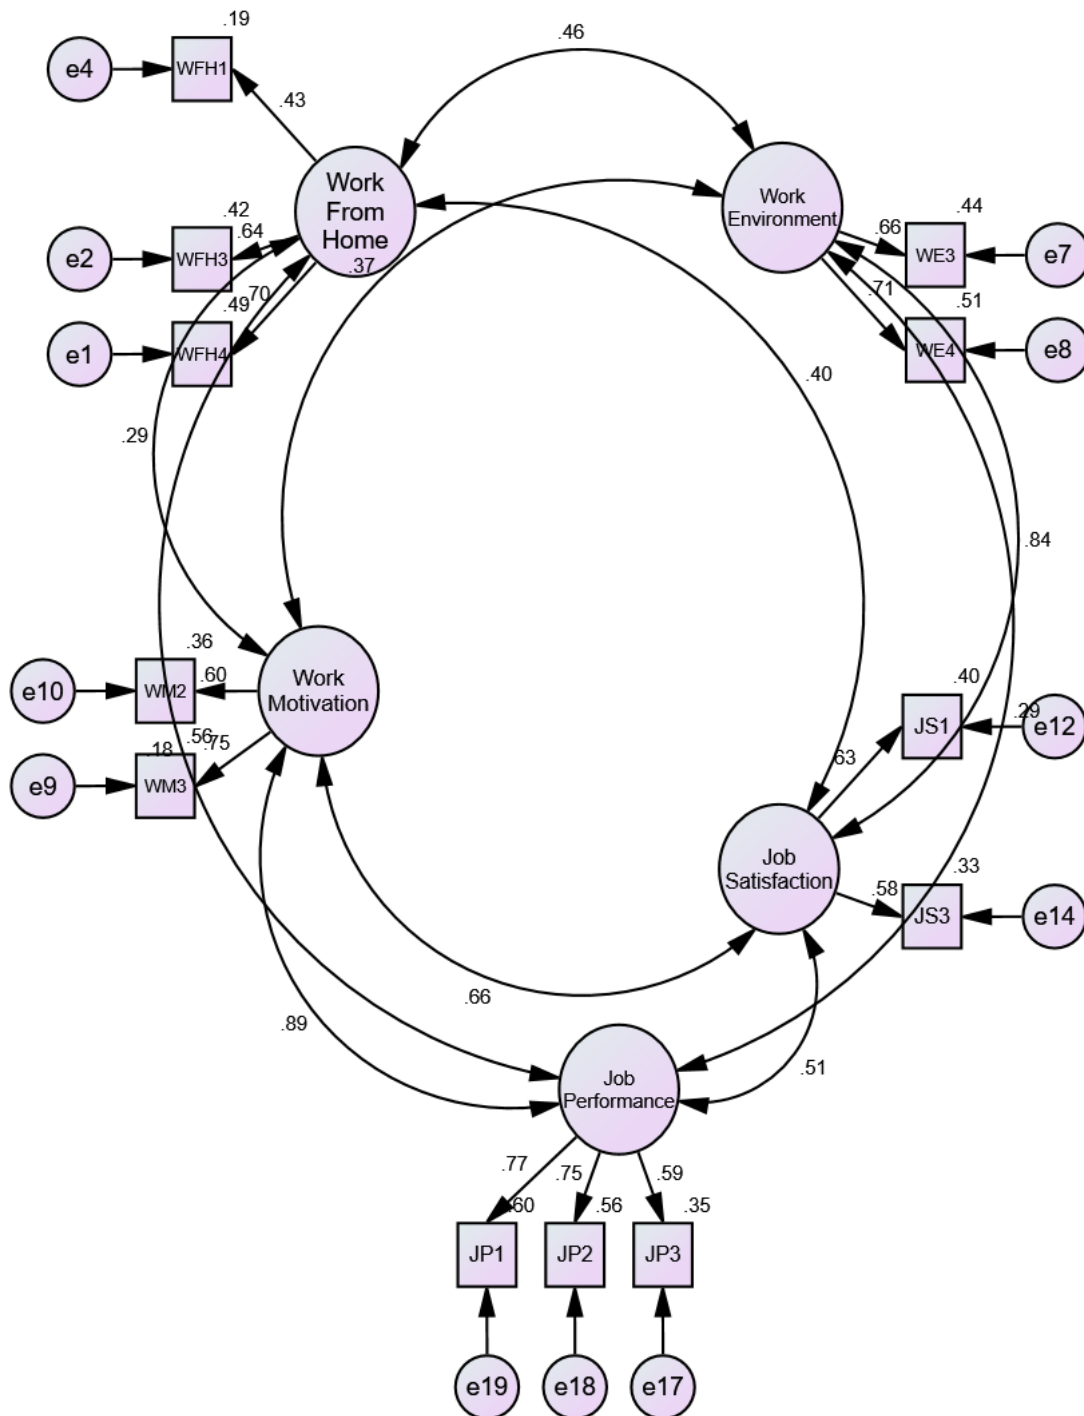 .19
.46
e4
WFH1
.43
Work
From
Home
Work
Environment
.42
.64
e2
WFH3
.37
.44
.66
WE3
e7
.70
.49
e1
WFH4
.71
.51
WE4
e8
.40
.29
.84
.36
.60
e10
WM2
Work
Motivation
.40
JS1
.29
e12
.56
.75
.18
e9
WM3
.63
Job
Satisfaction
.33
.58
JS3
e14
.66
.89
.51
Job
Performance
.77
.75
.59
.60
.56
.35
JP1
JP2
JP3
e19
e18
e17